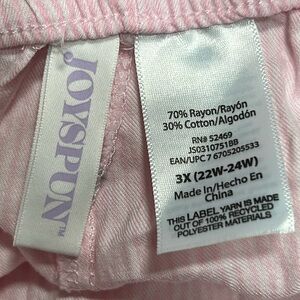 JOYSPUN™
70% Rayon/Rayón
30% Cotton/Algodón
RN# 52469
JS0310751BB
EAN/UPC 7 6705205533
3X (22W-24W)
Made in/Hecho En
China
THIS LABEL YARN IS MADE
OUT OF 100% RECYCLED
POLYESTER MATERIALS